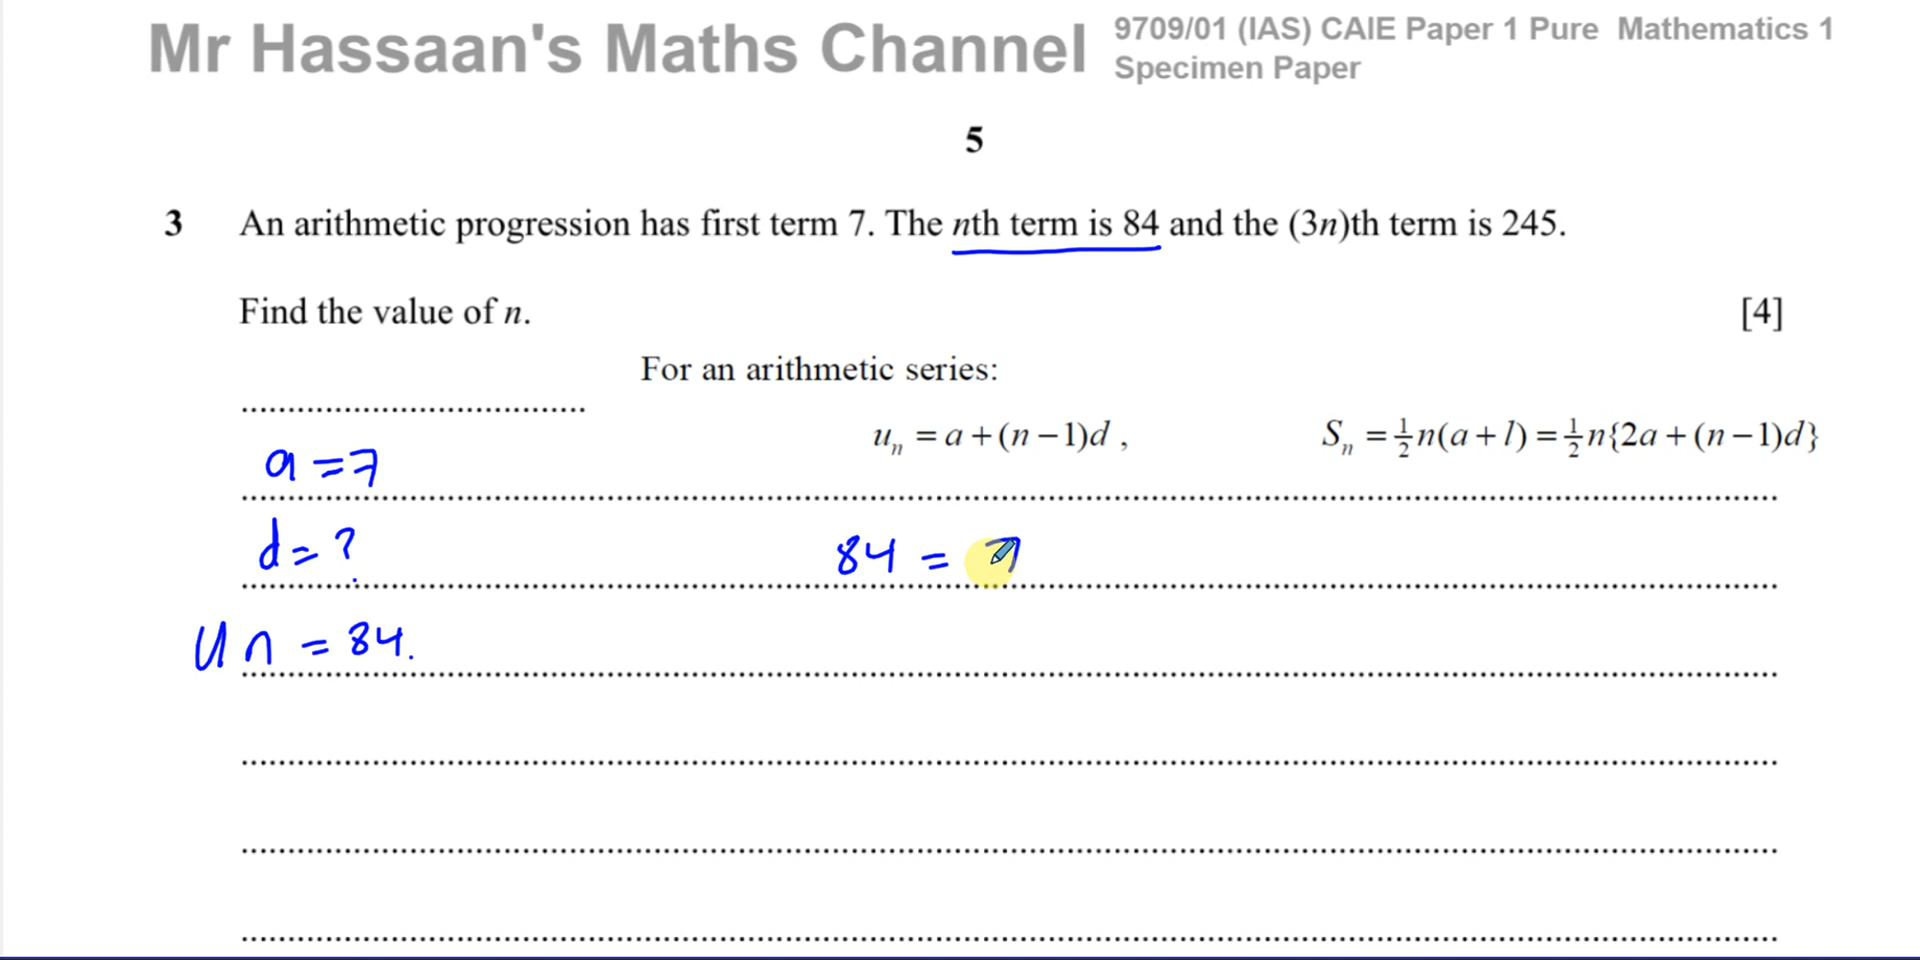 Mr Hassaan's Maths Channel
9709/01 (IAS) CAIE Paper 1 Pure Mathematics 1
Specimen Paper
5
3 An arithmetic progression has first term 7. The nth term is 84 and the (3n)th term is 245.
Find the value of n. [4]
For an arithmetic series:
uₙ = a + (n − 1)d , Sₙ = ½n(a + l) = ½n{2a + (n − 1)d}
a = 7
d = ?
84 = 7
Un = 84.